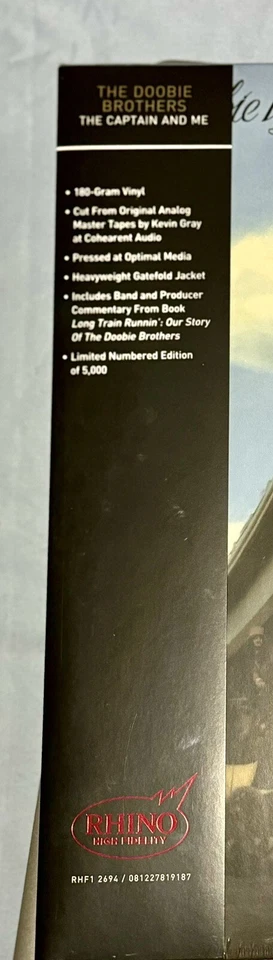 THE DOOBIE
BROTHERS
THE CAPTAIN AND ME
• 180-Gram Vinyl
• Cut From Original Analog
Master Tapes by Kevin Gray
at Cohearent Audio
• Pressed at Optimal Media
• Heavyweight Gatefold Jacket
• Includes Band and Producer
Commentary From Book
Long Train Runnin': Our Story
Of The Doobie Brothers
• Limited Numbered Edition
of 5,000
RHINO
HIGH FIDELITY
RHF1 2694 / 081227819187